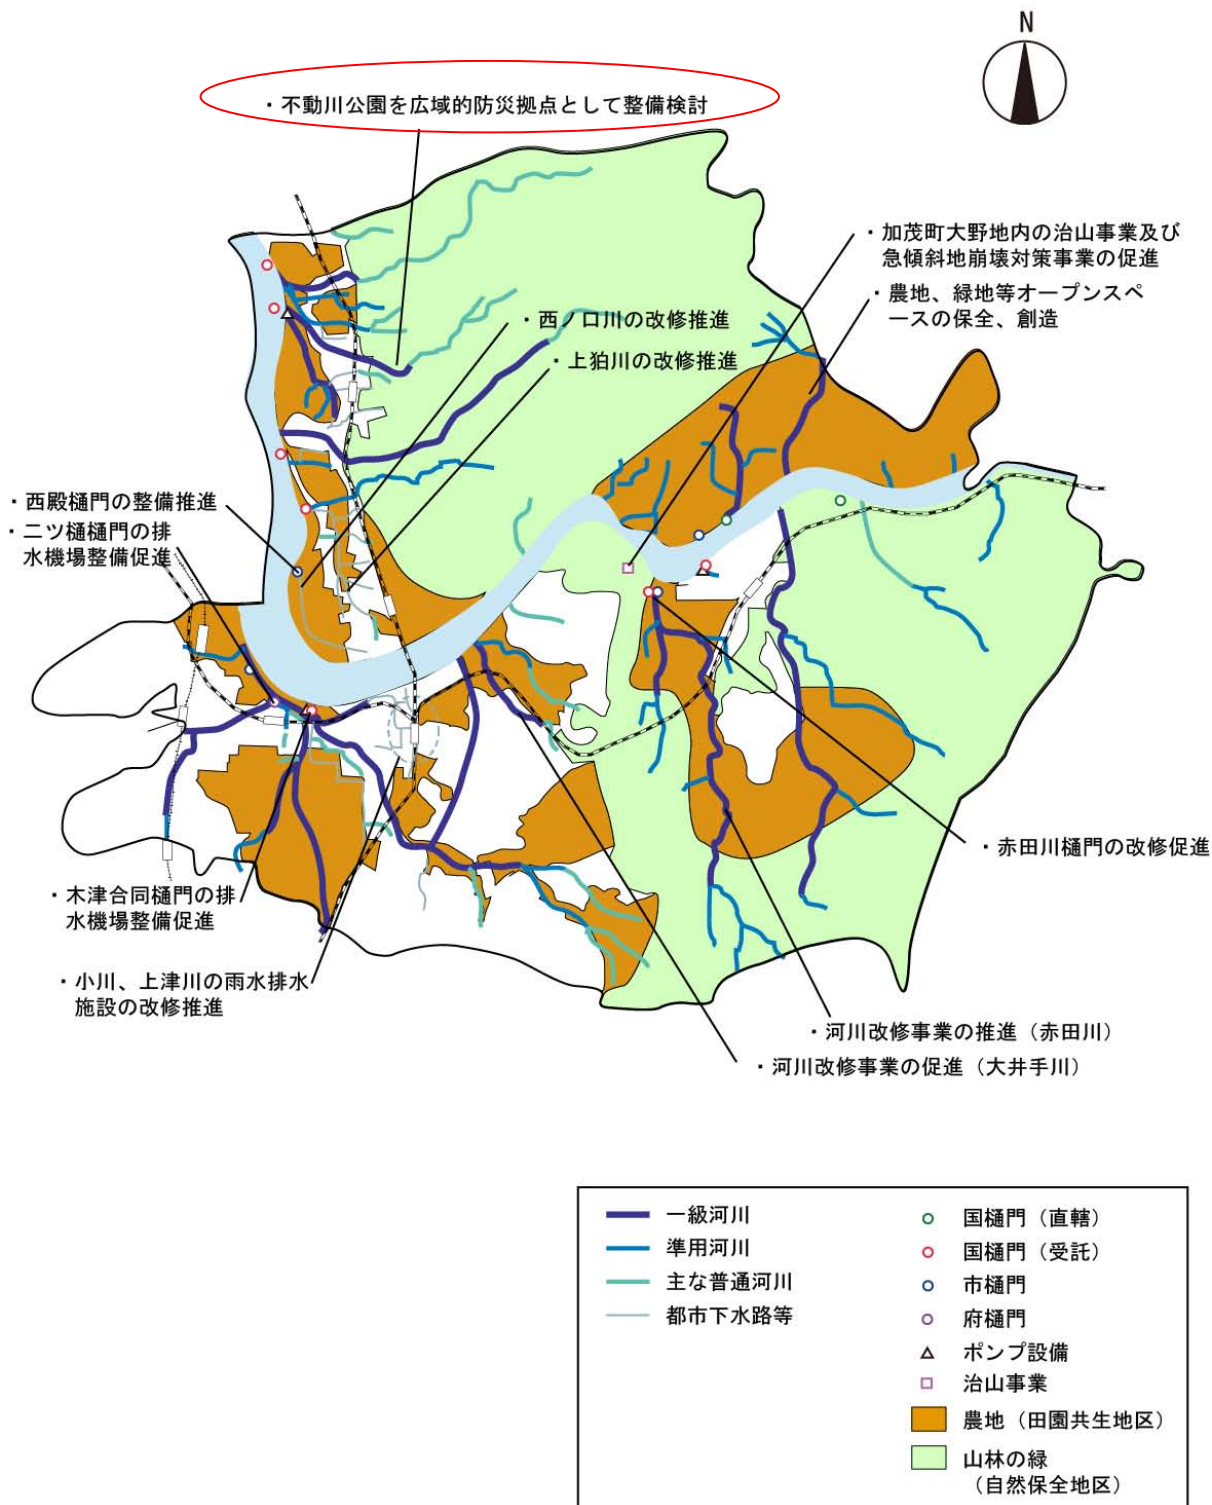 N
・不動川公園を広域的防災拠点として整備検討
・加茂町大野地内の治山事業及び
急傾斜地崩壊対策事業の促進
・農地、緑地等オープンスペ
ースの保全、創造
・西ノ口川の改修推進
・上狛川の改修推進
・西殿樋門の整備推進
・二ツ樋樋門の排
水機場整備促進
・赤田川樋門の改修促進
・木津合同樋門の排
水機場整備促進
・小川、上津川の雨水排水
施設の改修推進
・河川改修事業の推進（赤田川）
・河川改修事業の促進（大井手川）
一級河川
準用河川
主な普通河川
都市下水路等
国樋門（直轄）
国樋門（受託）
市樋門
府樋門
ポンプ設備
治山事業
農地（田園共生地区）
山林の緑
（自然保全地区）